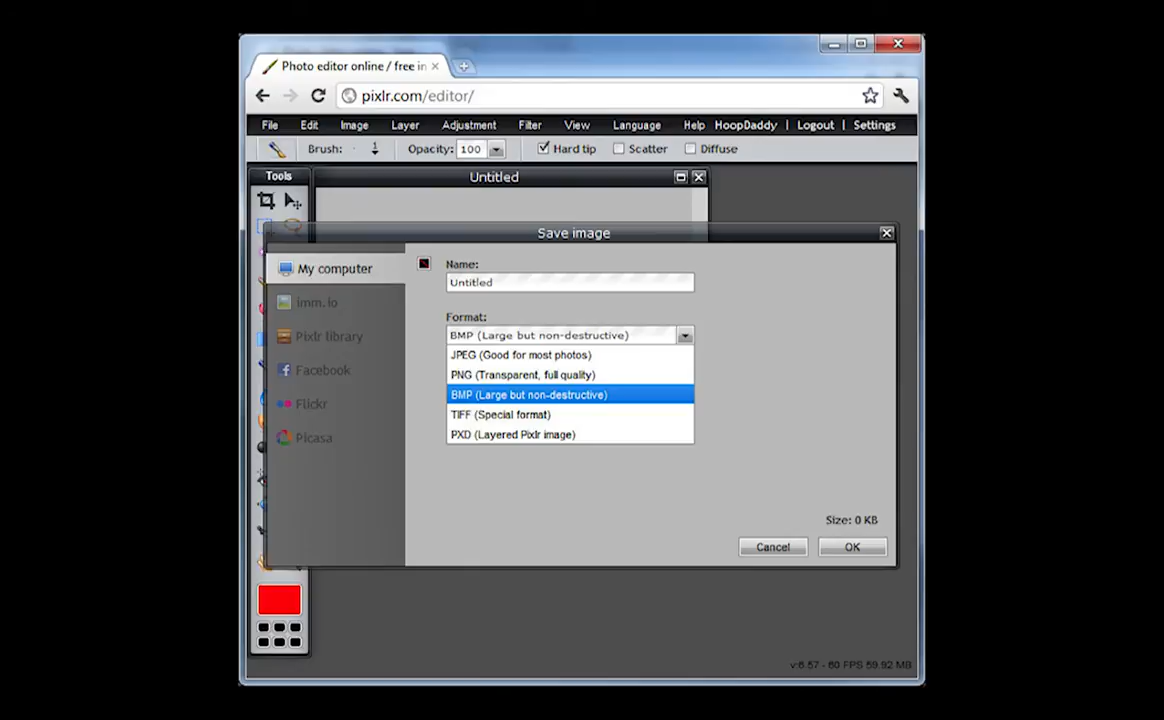 Photo editor online / free in
pixlr.com/editor/
File Edit Image Layer Adjustment Filter View Language Help HoopDaddy | Logout | Settings
Brush: 1 Opacity: 100 Hard tip Scatter Diffuse
Tools
Untitled
Save image
My computer
imm.io
Pixlr library
Facebook
Flickr
Picasa
Name:
Untitled
Format:
BMP (Large but non-destructive)
JPEG (Good for most photos)
PNG (Transparent, full quality)
BMP (Large but non-destructive)
TIFF (Special format)
PXD (Layered Pixlr image)
Size: 0 KB
Cancel OK
v:6.57 - 60 FPS 59.92 MB